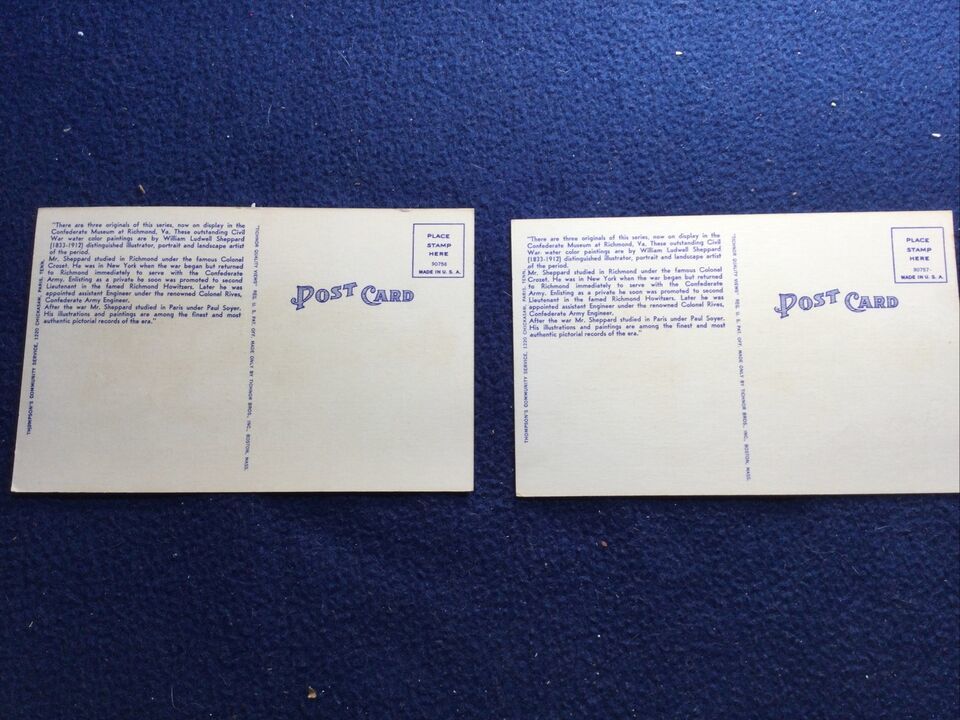 "There are three originals of this series, now on display in the
Confederate Museum at Richmond, Va. These outstanding Civil
War water color paintings are by William Ludwell Sheppard
(1833-1912) distinguished illustrator, portrait and landscape artist
of the period.
Mr. Sheppard studied in Richmond under the famous Colonel
Crozet. He was in New York when the war began but returned
to Richmond immediately to serve with the Confederate
Army. Enlisting as a private he soon was promoted to second
Lieutenant in the famed Richmond Howitzers. Later he was
appointed assistant Engineer under the renowned Colonel Rives,
Confederate Army Engineer.
After the war Mr. Sheppard studied in Paris under Paul Soyer.
His illustrations and paintings are among the finest and most
authentic pictorial records of the era."
THOMPSON'S COMMUNITY SERVICE, 1220 CHICKASAW, PARIS, TENN.
"TICHNOR QUALITY VIEWS" REG. U. S. PAT. OFF. MADE ONLY BY TICHNOR BROS., INC., BOSTON, MASS.
POST CARD
PLACE
STAMP
HERE
90758
MADE IN U. S. A.
"There are three originals of this series, now on display in the
Confederate Museum at Richmond, Va. These outstanding Civil
War water color paintings are by William Ludwell Sheppard
(1833-1912) distinguished illustrator, portrait and landscape artist
of the period.
Mr. Sheppard studied in Richmond under the famous Colonel
Crozet. He was in New York when the war began but returned
to Richmond immediately to serve with the Confederate
Army. Enlisting as a private he soon was promoted to second
Lieutenant in the famed Richmond Howitzers. Later he was
appointed assistant Engineer under the renowned Colonel Rives,
Confederate Army Engineer.
After the war Mr. Sheppard studied in Paris under Paul Soyer.
His illustrations and paintings are among the finest and most
authentic pictorial records of the era."
THOMPSON'S COMMUNITY SERVICE, 1220 CHICKASAW, PARIS, TENN.
"TICHNOR QUALITY VIEWS" REG. U. S. PAT. OFF. MADE ONLY BY TICHNOR BROS., INC., BOSTON, MASS.
POST CARD
PLACE
STAMP
HERE
90757-
MADE IN U. S. A.